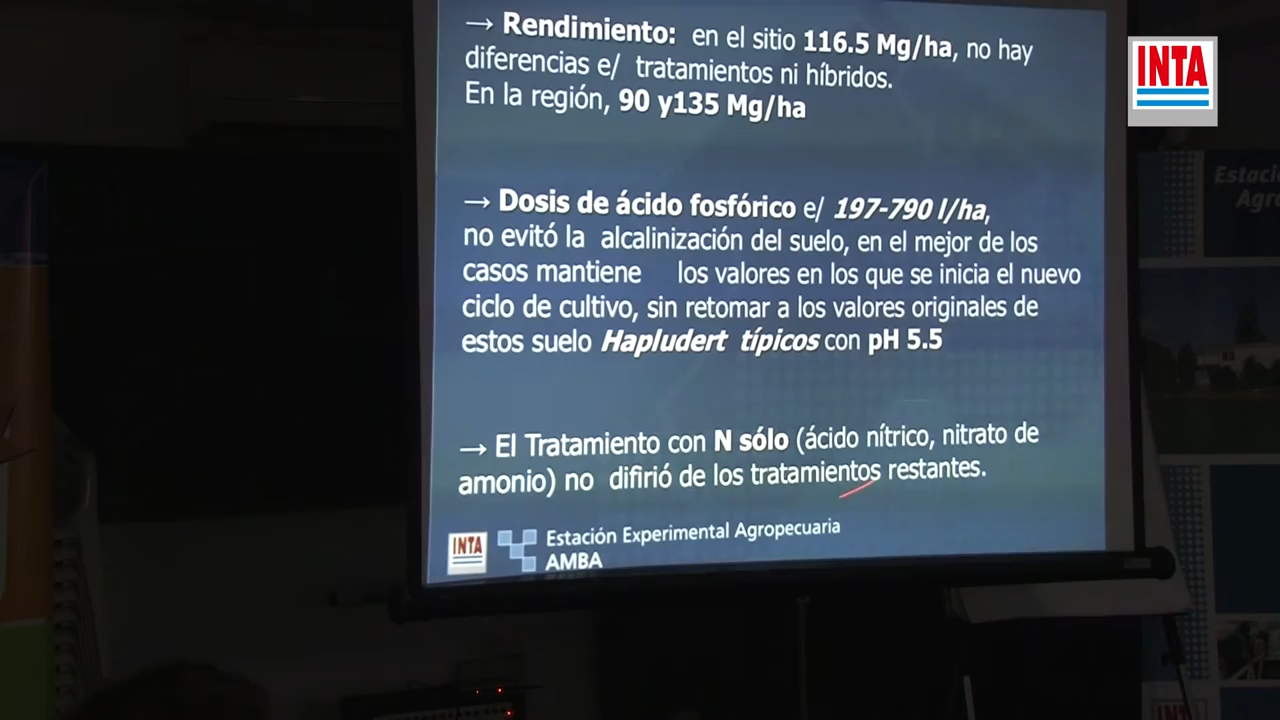 → Rendimiento: en el sitio 116.5 Mg/ha, no hay
diferencias e/ tratamientos ni híbridos.
En la región, 90 y135 Mg/ha
→ Dosis de ácido fosfórico e/ 197-790 l/ha,
no evitó la alcalinización del suelo, en el mejor de los
casos mantiene los valores en los que se inicia el nuevo
ciclo de cultivo, sin retomar a los valores originales de
estos suelo Hapludert típicos con pH 5.5
→ El Tratamiento con N sólo (ácido nítrico, nitrato de
amonio) no difirió de los tratamientos restantes.
INTA
Estación Experimental Agropecuaria
AMBA
INTA
Estació
Agro
INTA